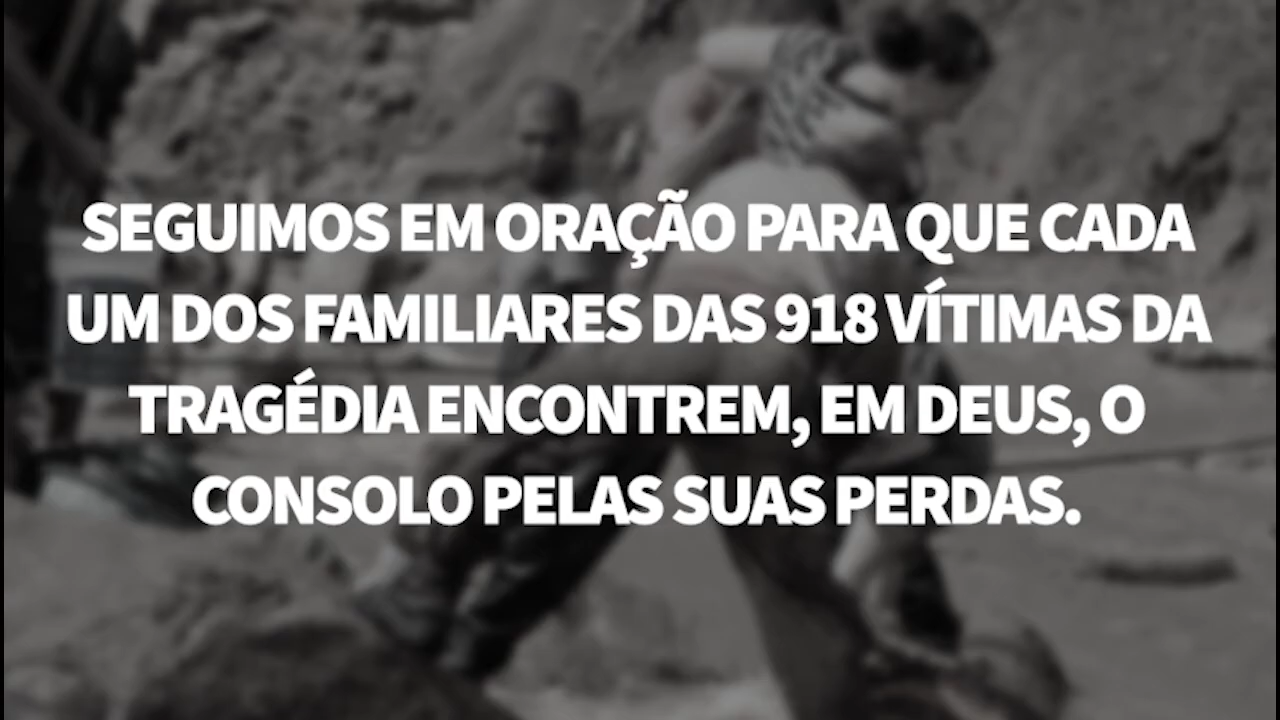 SEGUIMOS EM ORAÇÃO PARA QUE CADA
UM DOS FAMILIARES DAS 918 VÍTIMAS DA
TRAGÉDIA ENCONTREM, EM DEUS, O
CONSOLO PELAS SUAS PERDAS.